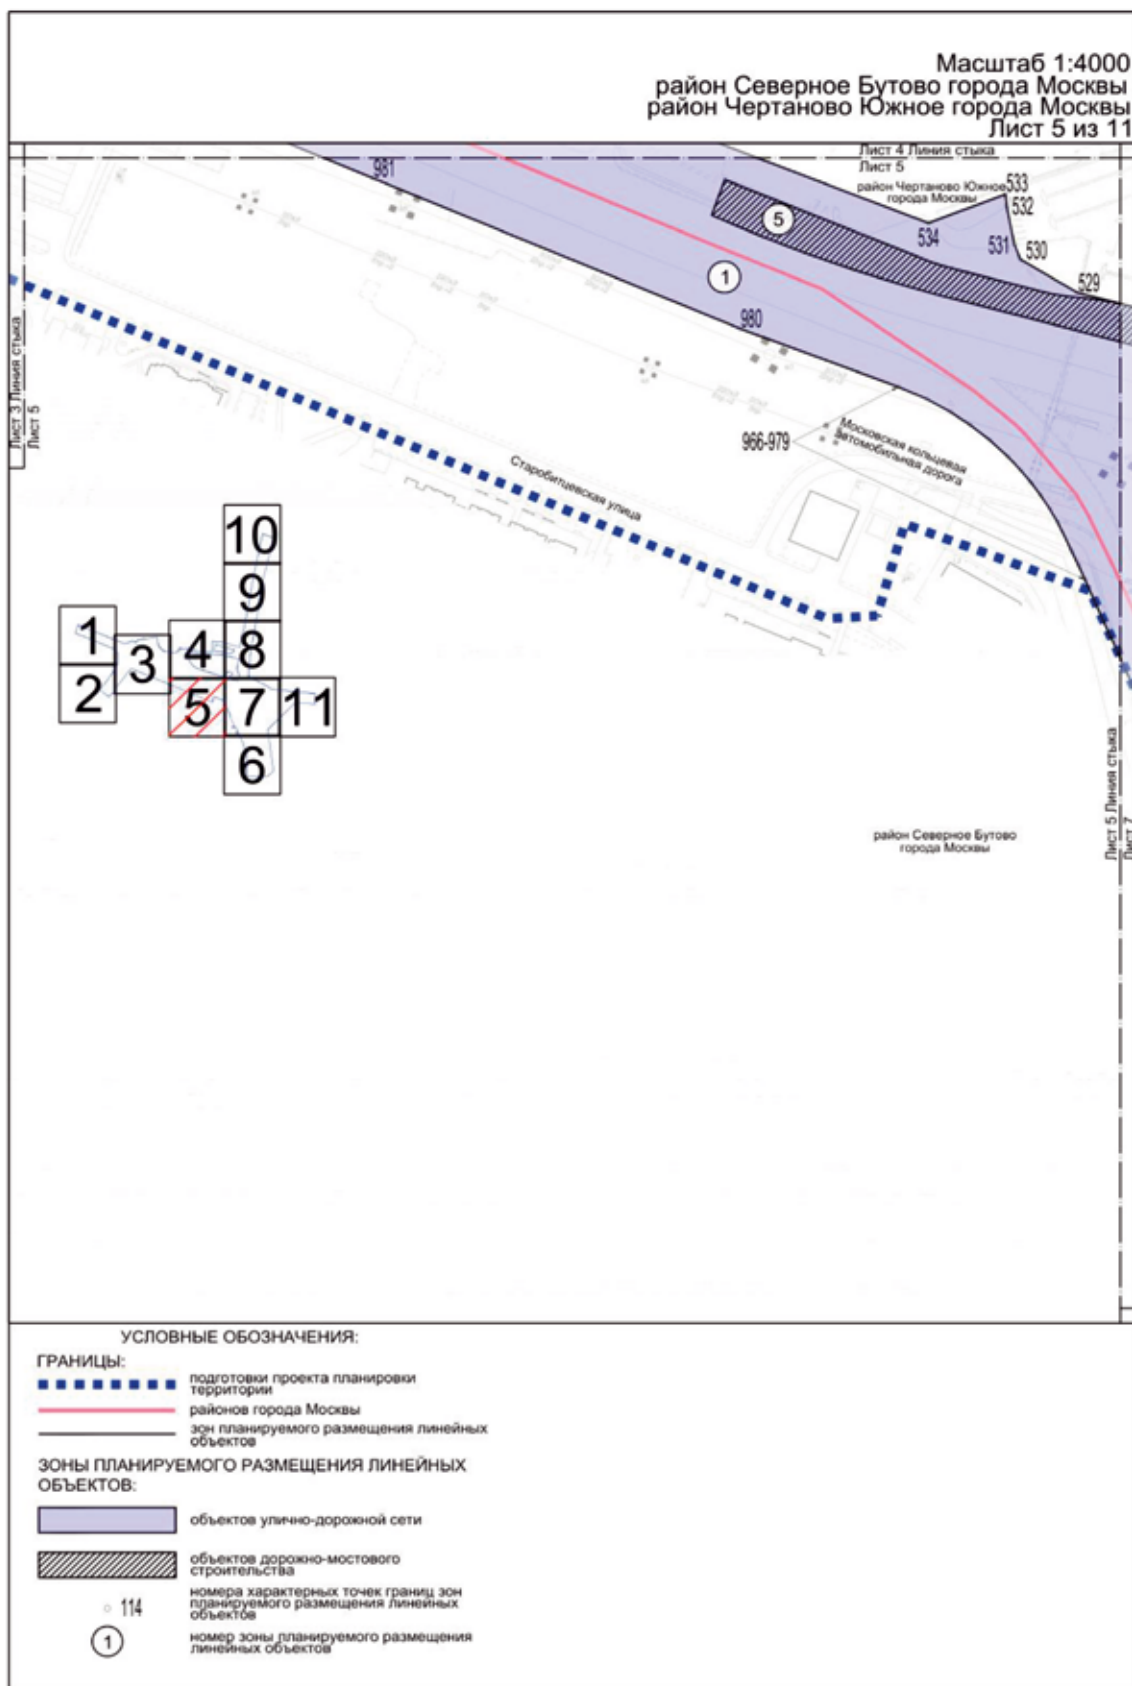 Масштаб 1:4000
район Северное Бутово города Москвы
район Чертаново Южное города Москвы
Лист 5 из 11
Лист 4 Линия стыка
Лист 5
район Чертаново Южное
города Москвы
533
532
534
531
530
529
981
5
1
980
Лист 3 Линия стыка
Лист 5
966-979
Московская кольцевая
автомобильная дорога
Старобитцевская улица
10
9
1
4
8
3
2
5
7
11
6
Лист 5 Линия стыка
Лист 7
район Северное Бутово
города Москвы
УСЛОВНЫЕ ОБОЗНАЧЕНИЯ:
ГРАНИЦЫ:
подготовки проекта планировки
территории
районов города Москвы
зон планируемого размещения линейных
объектов
ЗОНЫ ПЛАНИРУЕМОГО РАЗМЕЩЕНИЯ ЛИНЕЙНЫХ
ОБЪЕКТОВ:
объектов улично-дорожной сети
объектов дорожно-мостового
строительства
114
номера характерных точек границ зон
планируемого размещения линейных
объектов
1
номер зоны планируемого размещения
линейных объектов